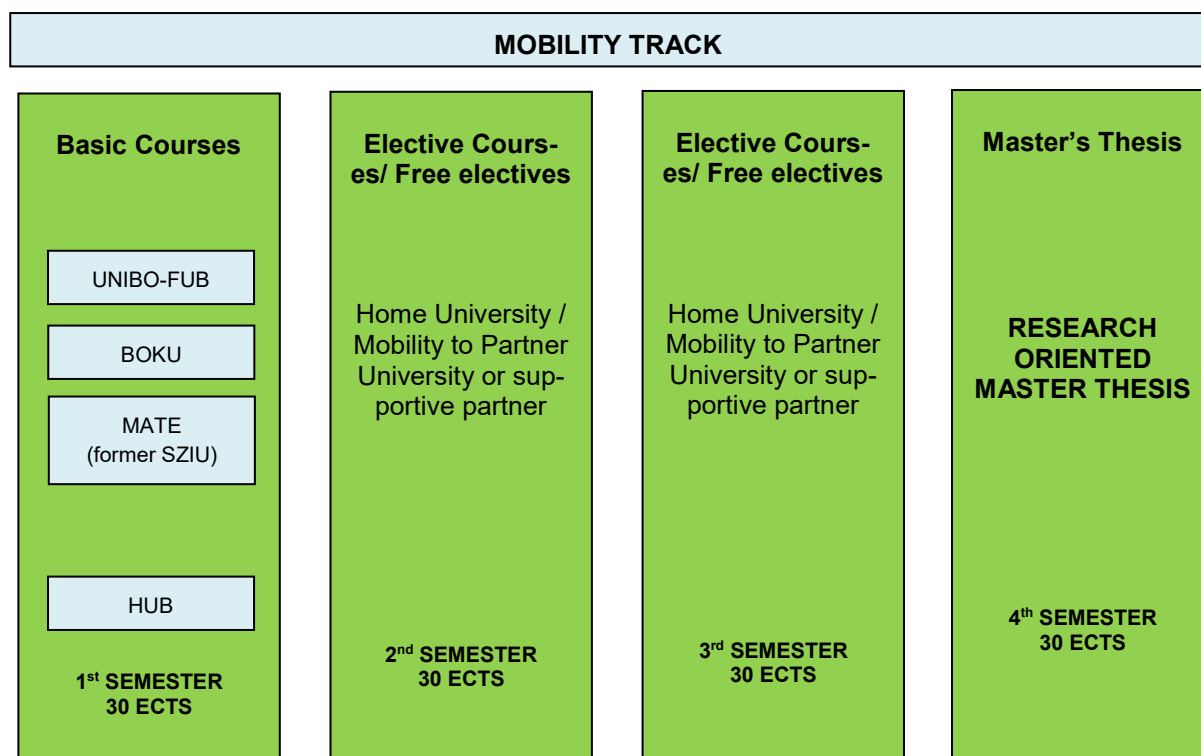 MOBILITY TRACK
Basic Courses
UNIBO-FUB
BOKU
MATE
(former SZIU)
HUB
1st SEMESTER
30 ECTS
Elective Cours-
es/ Free electives
Home University /
Mobility to Partner
University or sup-
portive partner
2nd SEMESTER
30 ECTS
Elective Cours-
es/ Free electives
Home University /
Mobility to Partner
University or sup-
portive partner
3rd SEMESTER
30 ECTS
Master's Thesis
RESEARCH
ORIENTED
MASTER THESIS
4th SEMESTER
30 ECTS